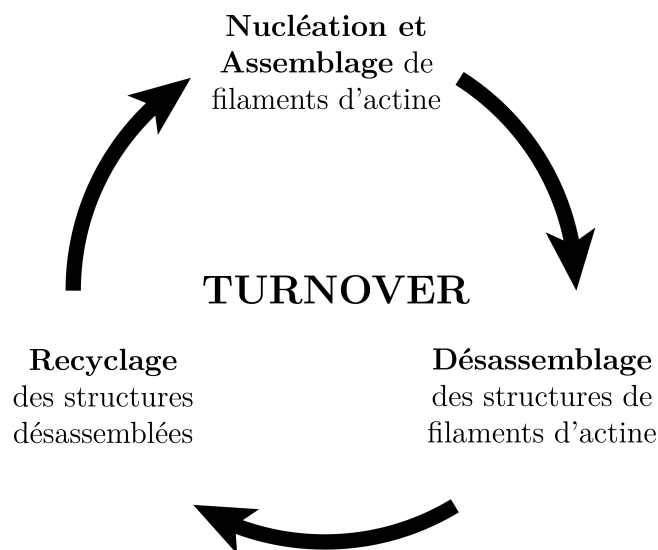 Nucléation et
Assemblage de
filaments d'actine
TURNOVER
Recyclage
des structures
désassemblées
Désassemblage
des structures de
filaments d'actine